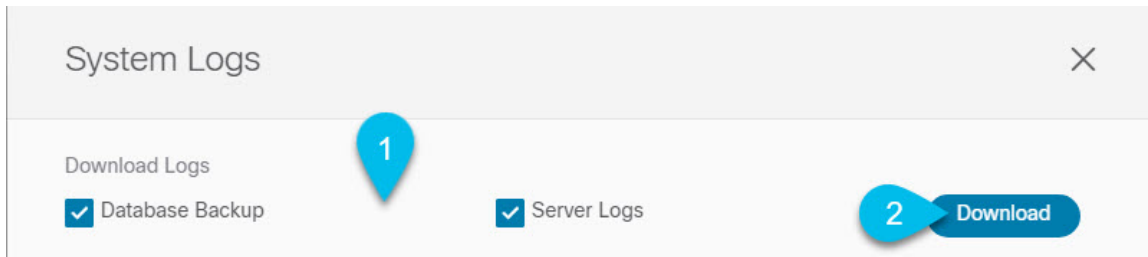 System Logs
1
Download Logs
Database Backup
Server Logs
2
Download